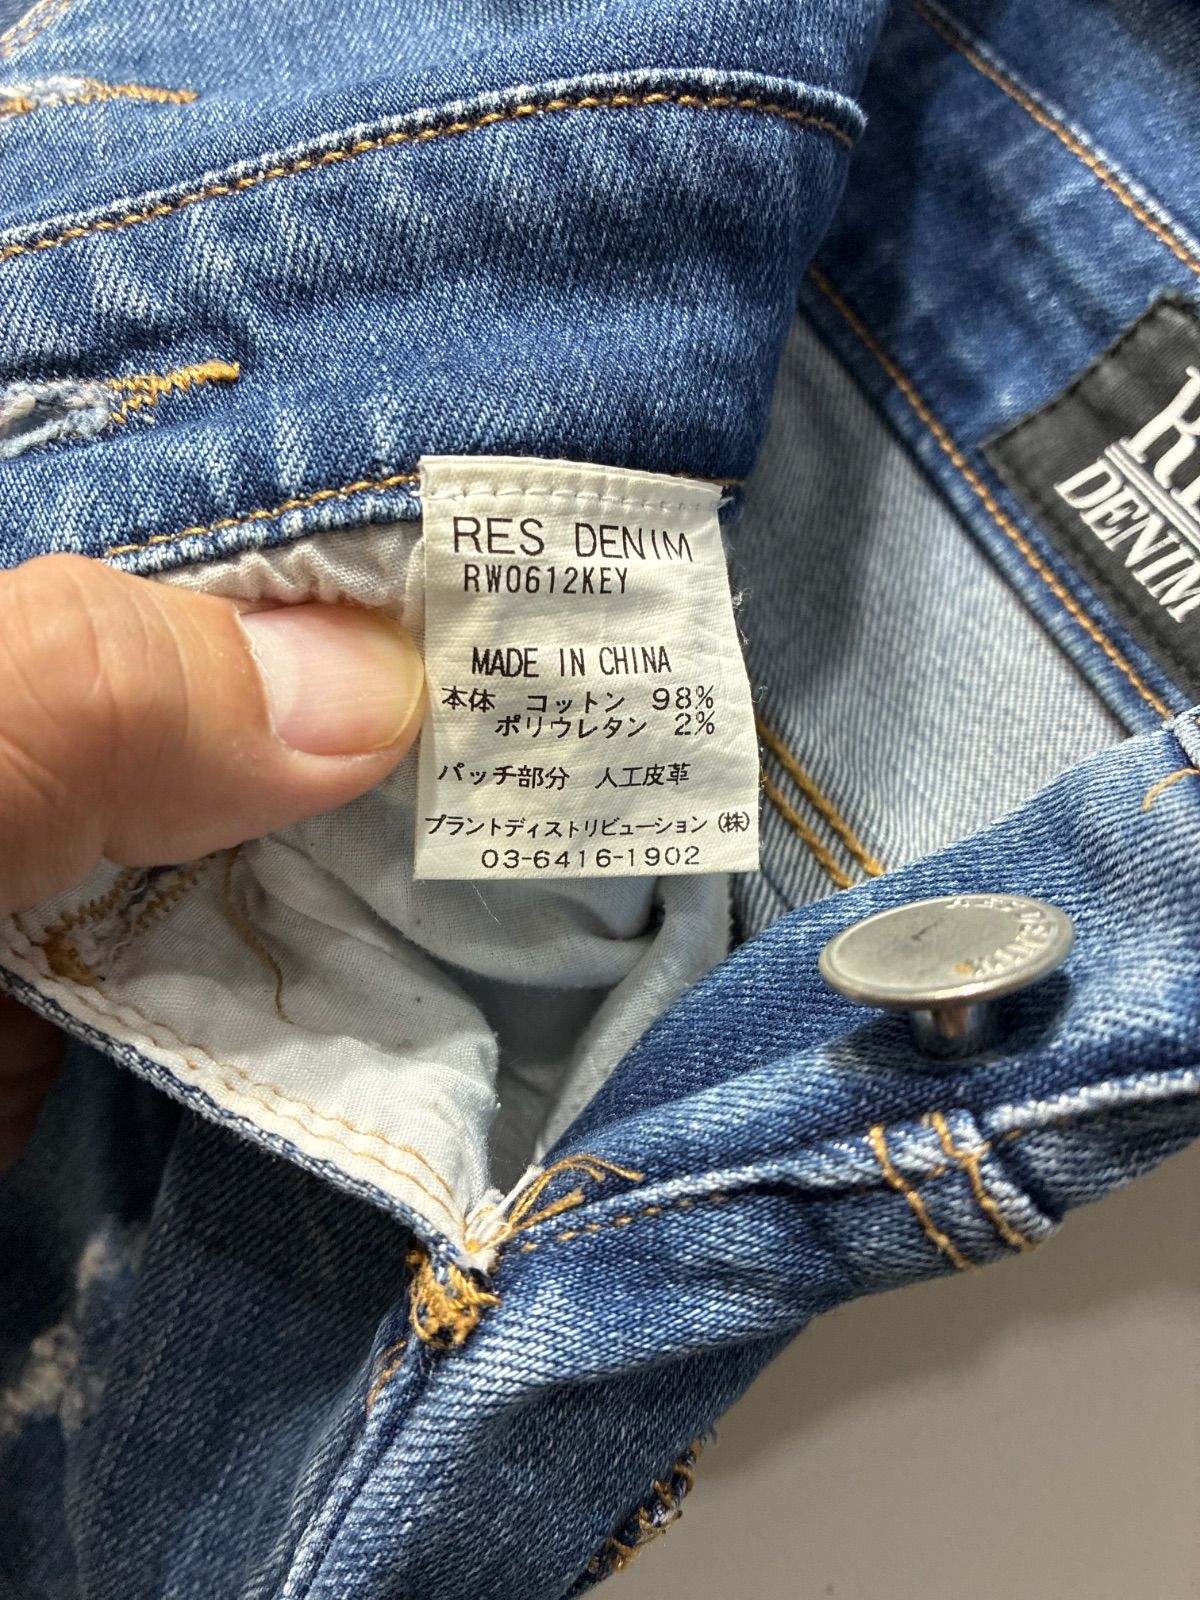 RES DENIM
RW0612KEY
MADE IN CHINA
本体 コットン 98%
ポリウレタン 2%
パッチ部分 人工皮革
プラントディストリビューション(株)
03-6416-1902
DENIM